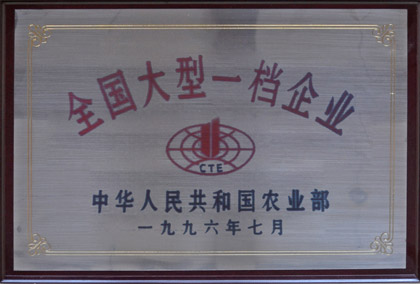 全国大型一档企业
CTE
中华人民共和国农业部
一九九六年七月